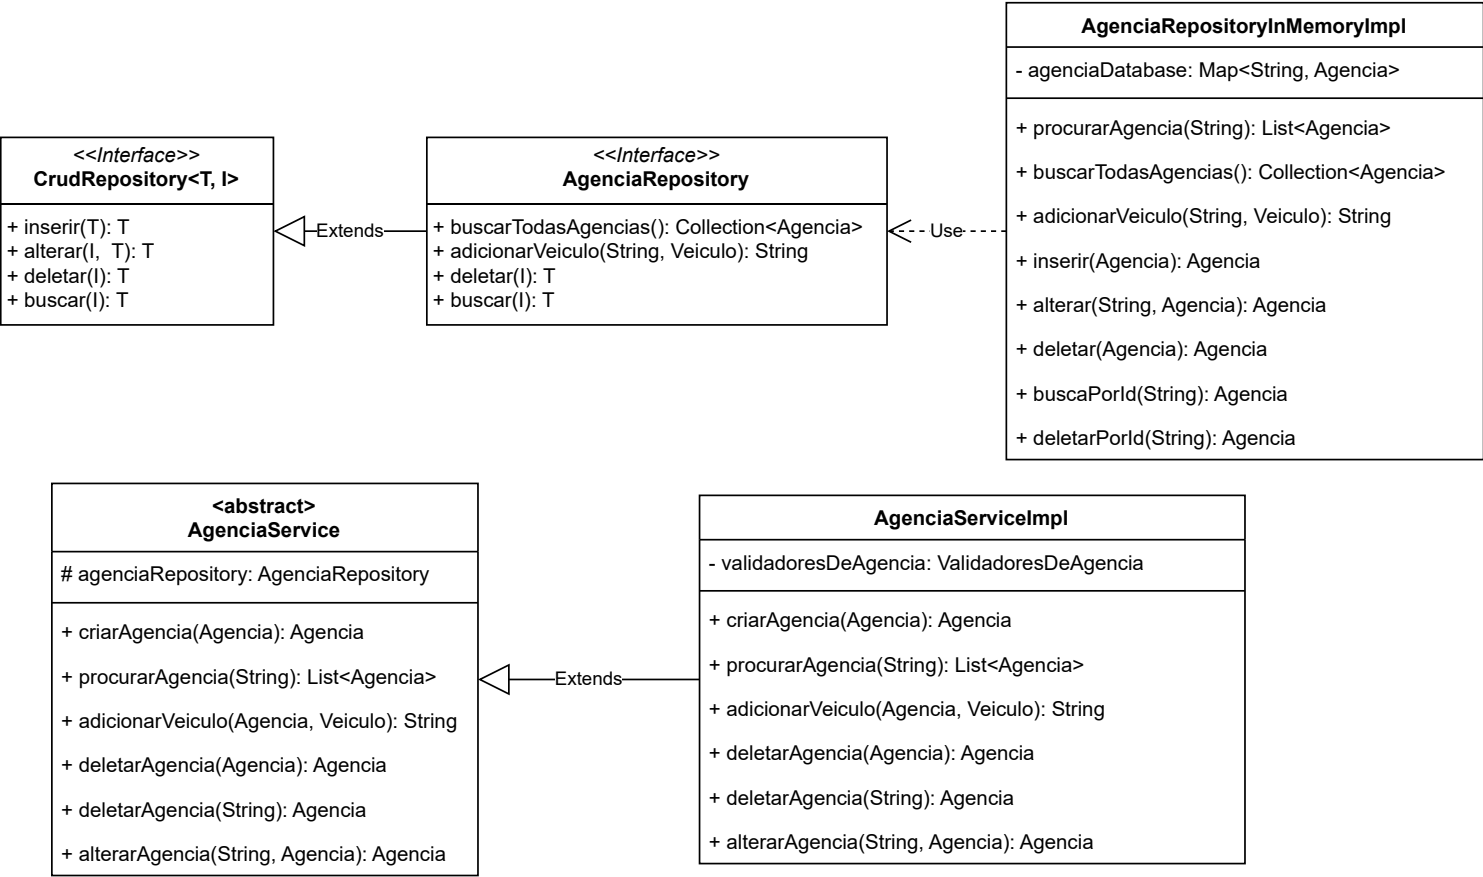 <<Interface>>
CrudRepository<T, I>
+ inserir(T): T
+ alterar(I,  T): T
+ deletar(I): T
+ buscar(I): T
Extends
<<Interface>>
AgenciaRepository
+ buscarTodasAgencias(): Collection<Agencia>
+ adicionarVeiculo(String, Veiculo): String
+ deletar(I): T
+ buscar(I): T
Use
AgenciaRepositoryInMemoryImpl
- agenciaDatabase: Map<String, Agencia>
+ procurarAgencia(String): List<Agencia>
+ buscarTodasAgencias(): Collection<Agencia>
+ adicionarVeiculo(String, Veiculo): String
+ inserir(Agencia): Agencia
+ alterar(String, Agencia): Agencia
+ deletar(Agencia): Agencia
+ buscaPorId(String): Agencia
+ deletarPorId(String): Agencia
<abstract>
AgenciaService
# agenciaRepository: AgenciaRepository
+ criarAgencia(Agencia): Agencia
+ procurarAgencia(String): List<Agencia>
+ adicionarVeiculo(Agencia, Veiculo): String
+ deletarAgencia(Agencia): Agencia
+ deletarAgencia(String): Agencia
+ alterarAgencia(String, Agencia): Agencia
Extends
AgenciaServiceImpl
- validadoresDeAgencia: ValidadoresDeAgencia
+ criarAgencia(Agencia): Agencia
+ procurarAgencia(String): List<Agencia>
+ adicionarVeiculo(Agencia, Veiculo): String
+ deletarAgencia(Agencia): Agencia
+ deletarAgencia(String): Agencia
+ alterarAgencia(String, Agencia): Agencia